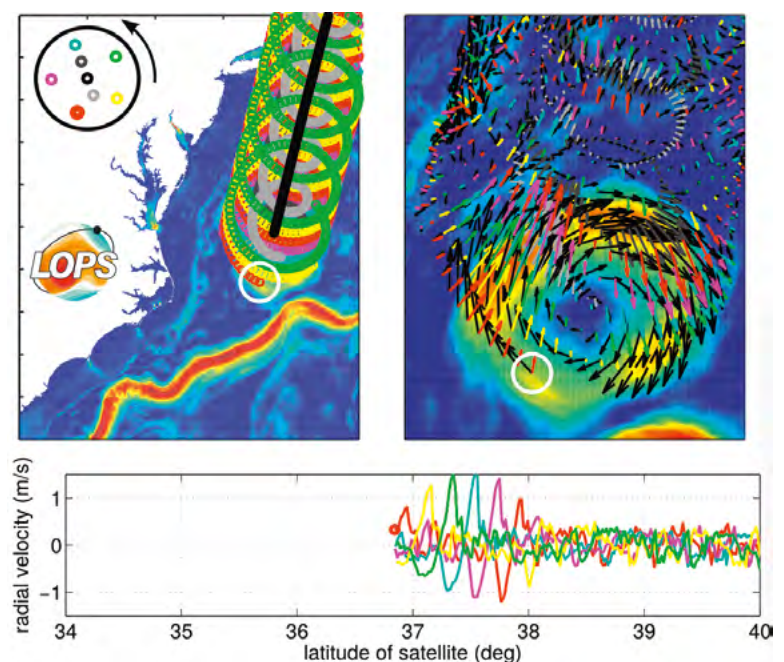 LOPS
radial velocity (m/s)
1
0
−1
34 35 36 37 38 39 40
latitude of satellite (deg)